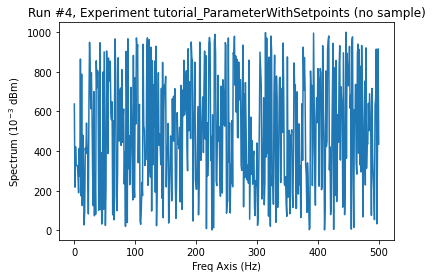 Run #4, Experiment tutorial_ParameterWithSetpoints (no sample)
1000
800
600
400
200
0
Spectrum (10⁻³ dBm)
0 100 200 300 400 500
Freq Axis (Hz)